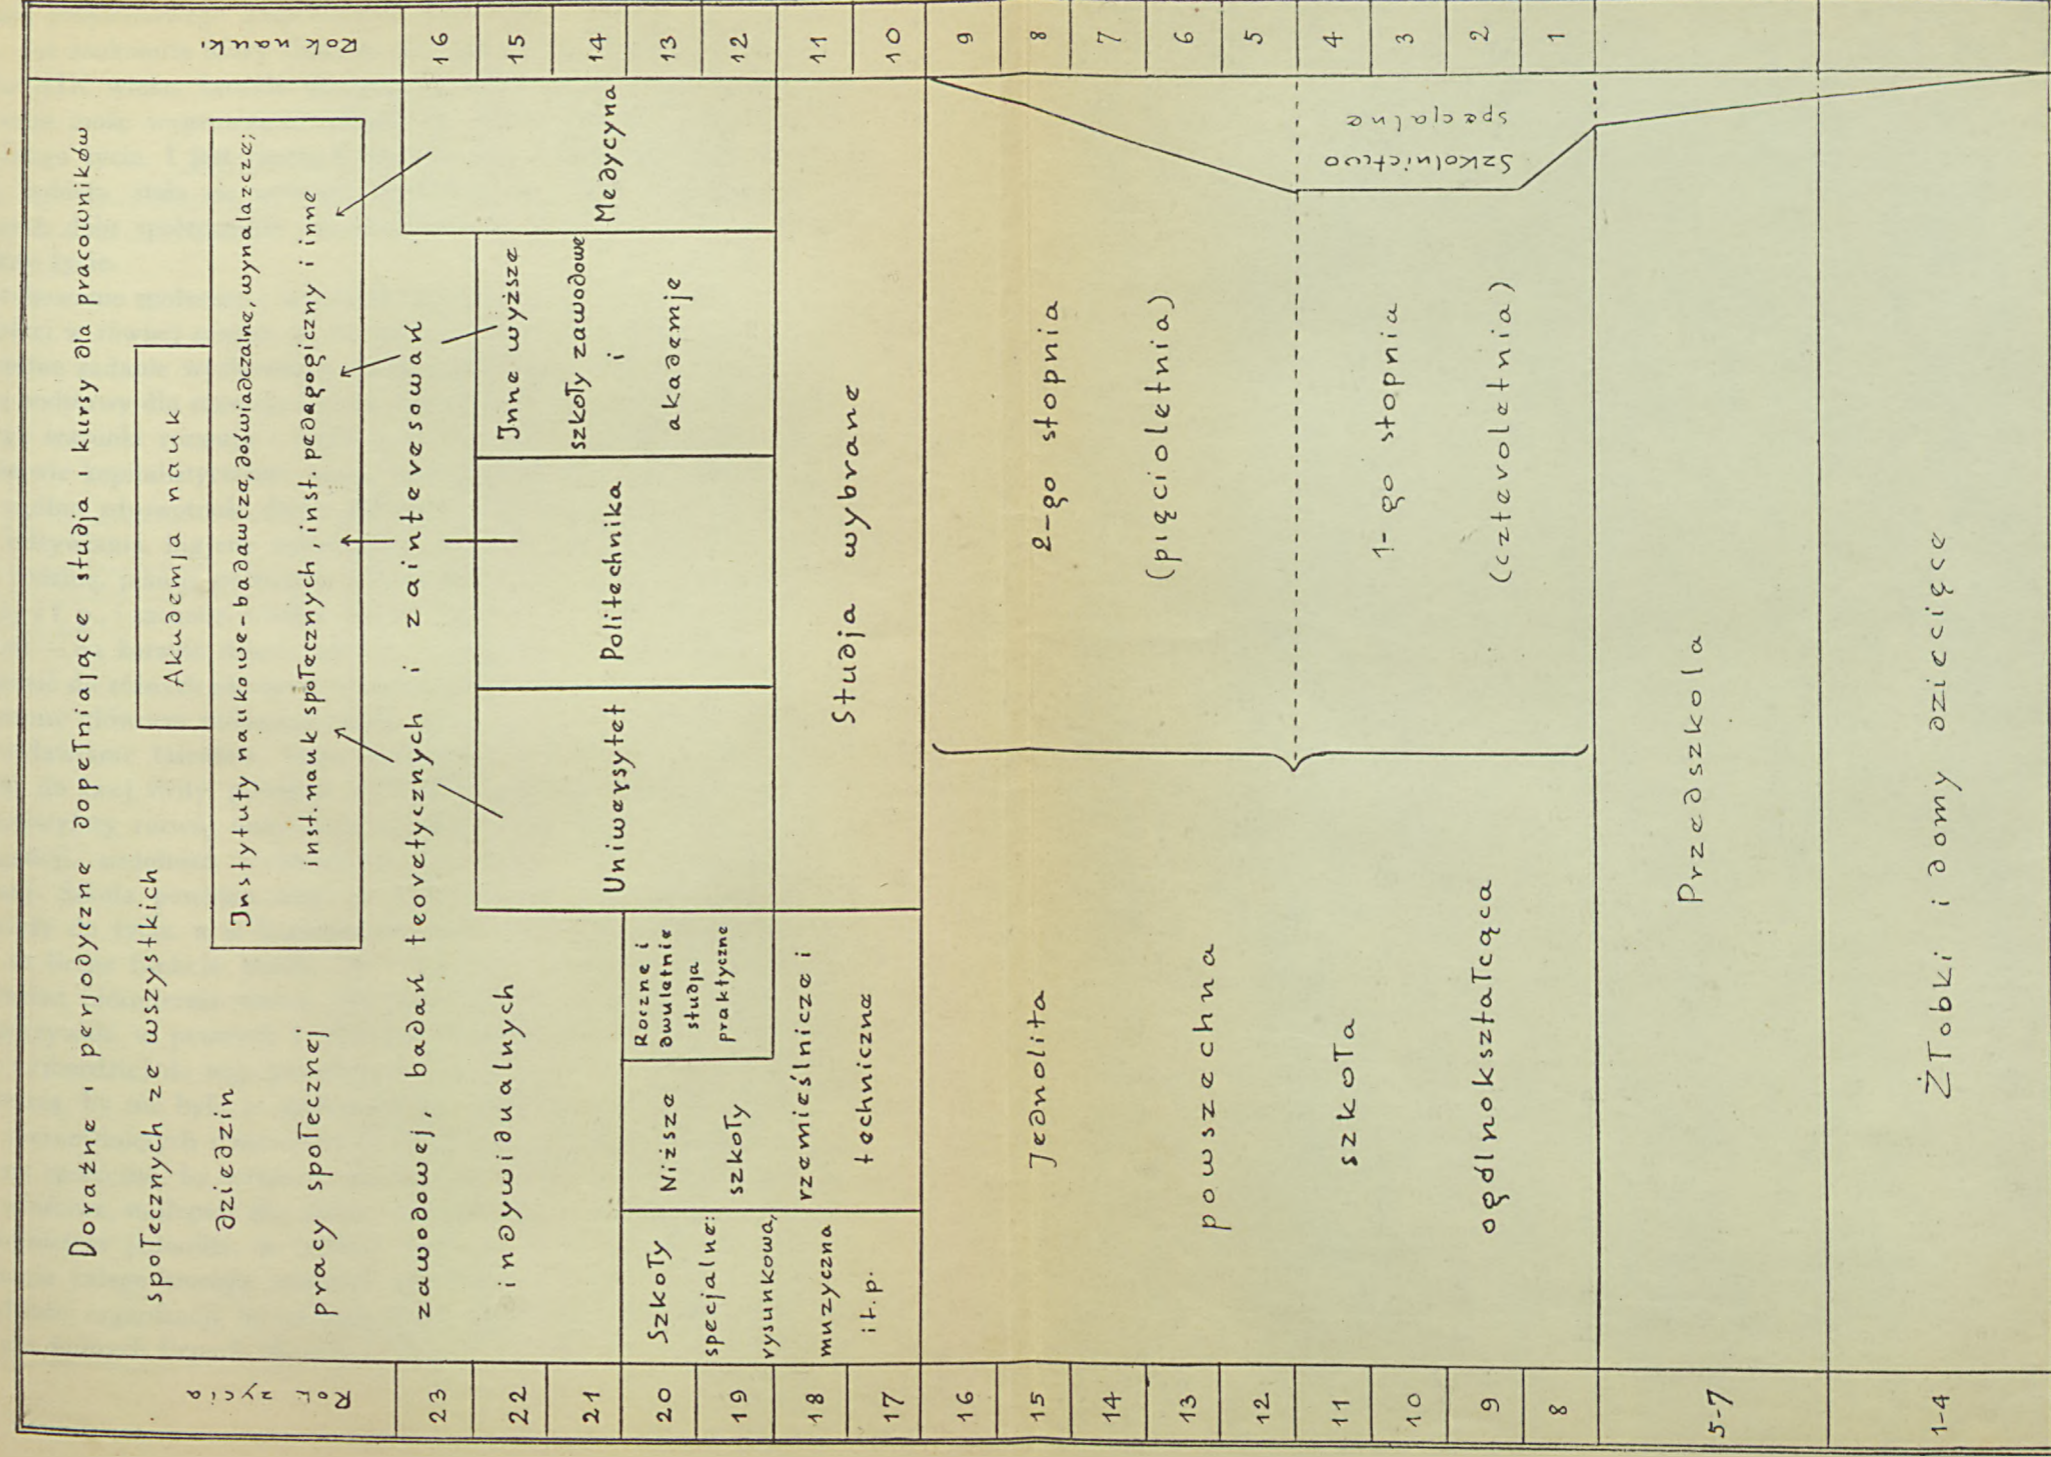 Doraźne i perjodyczne dopełniające studja i kursy dla pracowników
społecznych ze wszystkich
dziedzin
pracy społecznej
zawodowej, badań teoretycznych i zainteresowań
indywidualnych
Akademja nauk
Instytuty naukowe-badawcze, doświadczalne, wynalazcze;
inst. nauk społecznych, inst. pedagogiczny i inne
Rok życia
23
22
21
20
19
18
17
16
15
14
13
12
11
10
9
8
5-7
1-4
Rok nauki
16
15
14
13
12
11
10
9
8
7
6
5
4
3
2
1
Szkoły
specjalne:
rysunkowa,
muzyczna
i t.p.
Niższe
szkoły
rzemieślnicze i
techniczne
Roczne i
dwuletnie
studja
praktyczne
Uniwersytet
Politechnika
Inne wyższe
szkoły zawodowe
i
akademje
Medycyna
Studja wybrane
Jednolita
powszechna
szkoła
ogólnokształcąca
2-go stopnia
(pięcioletnia)
1-go stopnia
(czteroletnia)
Szkolnictwo
specjalne
Przedszkola
Żłobki i domy dziecięce